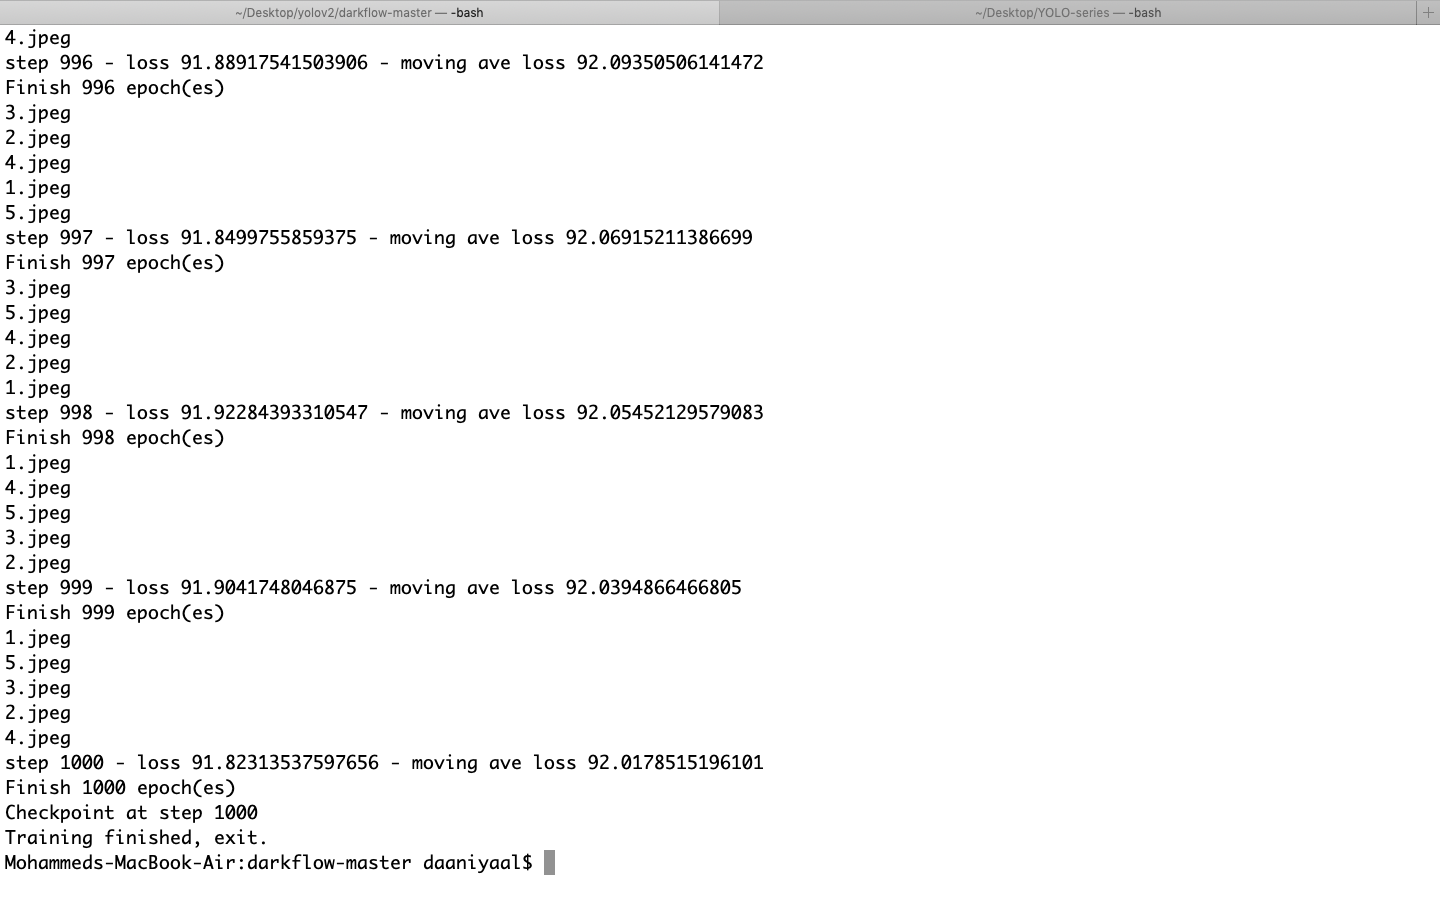 ~/Desktop/yolov2/darkflow-master — -bash
~/Desktop/YOLO-series — -bash
+
4.jpeg
step 996 - loss 91.88917541503906 - moving ave loss 92.09350506141472
Finish 996 epoch(es)
3.jpeg
2.jpeg
4.jpeg
1.jpeg
5.jpeg
step 997 - loss 91.8499755859375 - moving ave loss 92.06915211386699
Finish 997 epoch(es)
3.jpeg
5.jpeg
4.jpeg
2.jpeg
1.jpeg
step 998 - loss 91.92284393310547 - moving ave loss 92.05452129579083
Finish 998 epoch(es)
1.jpeg
4.jpeg
5.jpeg
3.jpeg
2.jpeg
step 999 - loss 91.9041748046875 - moving ave loss 92.0394866466805
Finish 999 epoch(es)
1.jpeg
5.jpeg
3.jpeg
2.jpeg
4.jpeg
step 1000 - loss 91.82313537597656 - moving ave loss 92.0178515196101
Finish 1000 epoch(es)
Checkpoint at step 1000
Training finished, exit.
Mohammeds-MacBook-Air:darkflow-master daaniyaal$